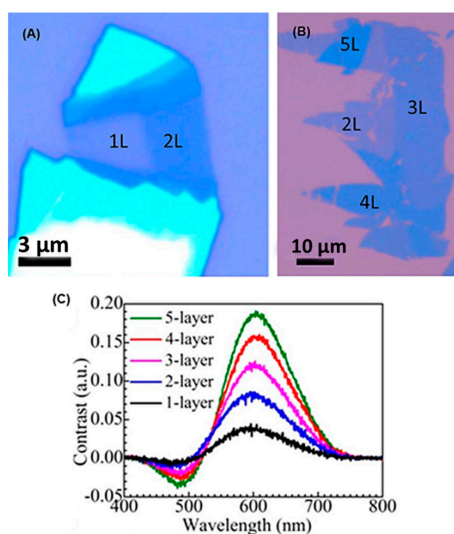 (A)
1L
2L
3 μm
(B)
5L
2L
3L
4L
10 μm
(C)
0.20
0.15
0.10
0.05
0.00
-0.05
Contrast (a.u.)
5-layer
4-layer
3-layer
2-layer
1-layer
400 500 600 700 800
Wavelength (nm)